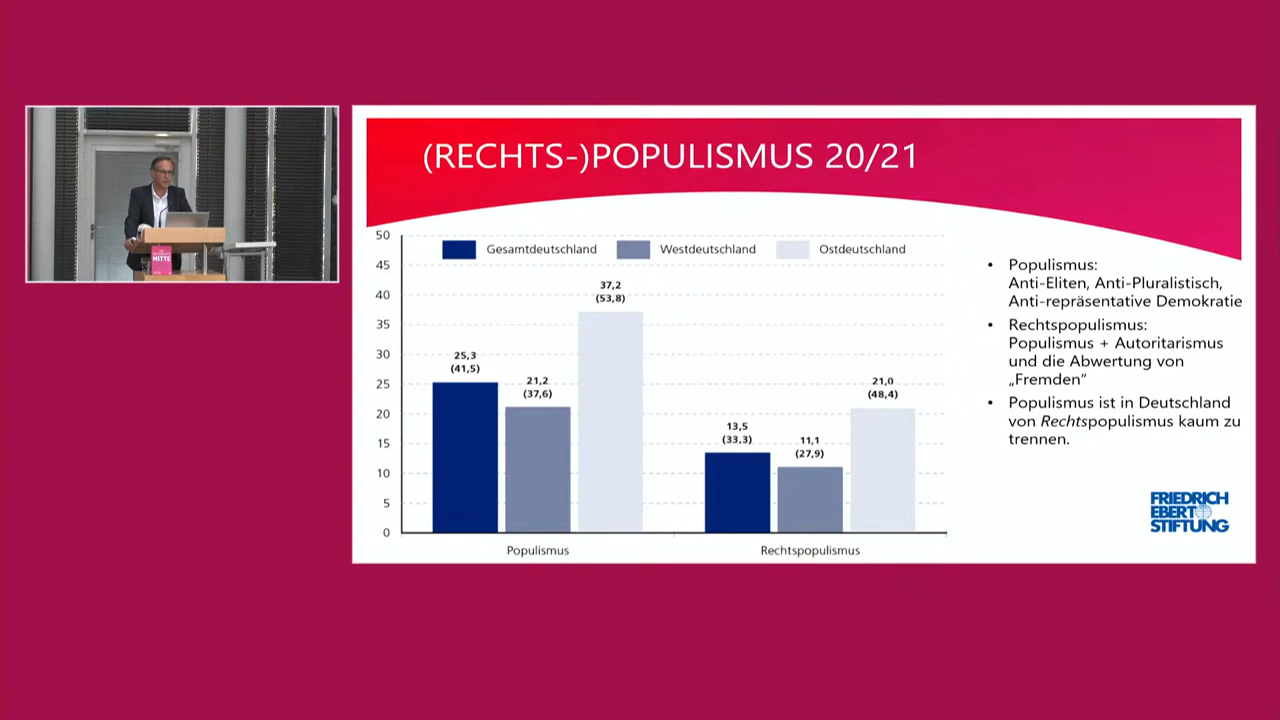 MITTE
(RECHTS-)POPULISMUS 20/21
50
45
40
35
30
25
20
15
10
5
0
Gesamtdeutschland
Westdeutschland
Ostdeutschland
25,3
(41,5)
21,2
(37,6)
37,2
(53,8)
13,5
(33,3)
11,1
(27,9)
21,0
(48,4)
Populismus
Rechtspopulismus
• Populismus:
Anti-Eliten, Anti-Pluralistisch,
Anti-repräsentative Demokratie
• Rechtspopulismus:
Populismus + Autoritarismus
und die Abwertung von
„Fremden“
• Populismus ist in Deutschland
von Rechtspopulismus kaum zu
trennen.
FRIEDRICH
EBERT
STIFTUNG